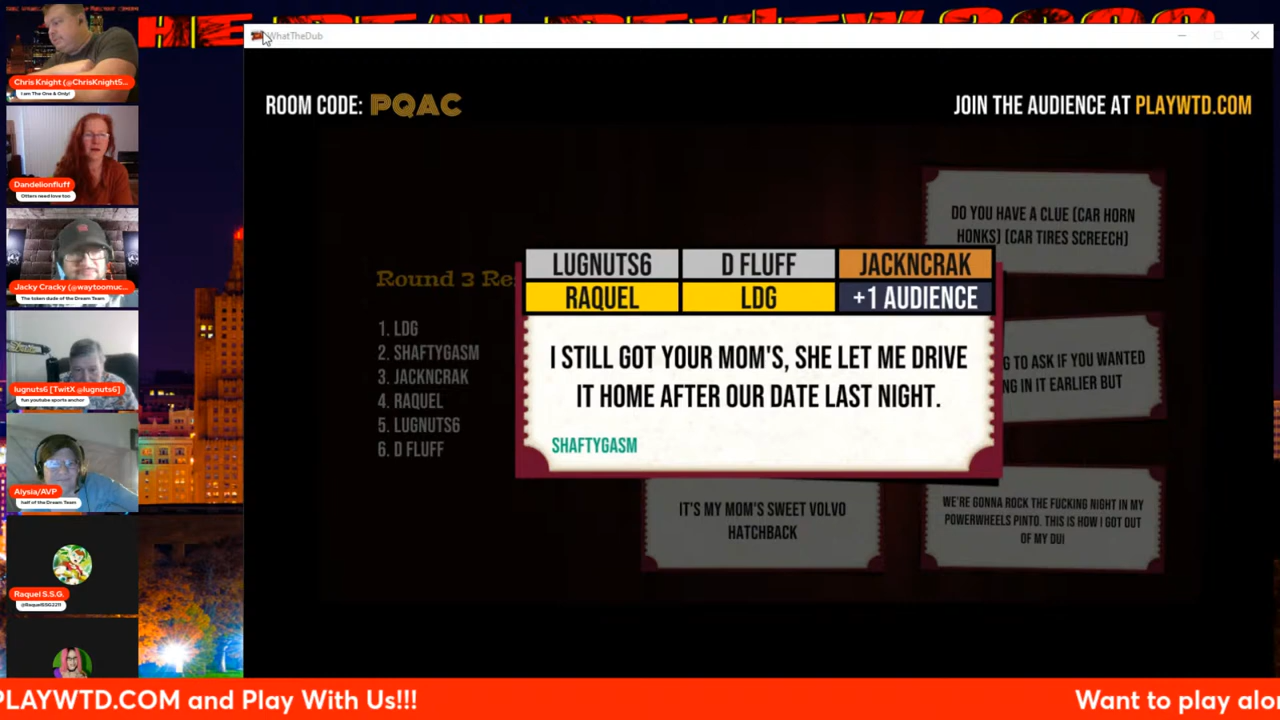 HE REAL REVIEW 2000
WhatTheDub
ROOM CODE: PQAC
JOIN THE AUDIENCE AT PLAYWTD.COM
Chris Knight (@ChrisKnight5...
I am The One & Only!
Dandelionfluff
Otters need love too
Jacky Cracky (@waytoomuc...
The token dude of the Dream Team
lugnuts6 [TwitX @lugnuts6]
fun youtube sports anchor
Alysia/AVP
half of the Dream Team
Raquel S.S.G.
@RaquelSSG2211
Round 3 Re
1. LDG
2. SHAFTYGASM
3. JACKNCRAK
4. RAQUEL
5. LUGNUTS6
6. D FLUFF
DO YOU HAVE A CLUE (CAR HORN
HONKS) (CAR TIRES SCREECH)
LUGNUTS6
D FLUFF
JACKNCRAK
RAQUEL
LDG
+1 AUDIENCE
I STILL GOT YOUR MOM'S, SHE LET ME DRIVE
IT HOME AFTER OUR DATE LAST NIGHT.
SHAFTYGASM
G TO ASK IF YOU WANTED
NG IN IT EARLIER BUT
IT'S MY MOM'S SWEET VOLVO
HATCHBACK
WE'RE GONNA ROCK THE FUCKING NIGHT IN MY
POWERWHEELS PINTO. THIS IS HOW I GOT OUT
OF MY DUI
PLAYWTD.COM and Play With Us!!!
Want to play alon